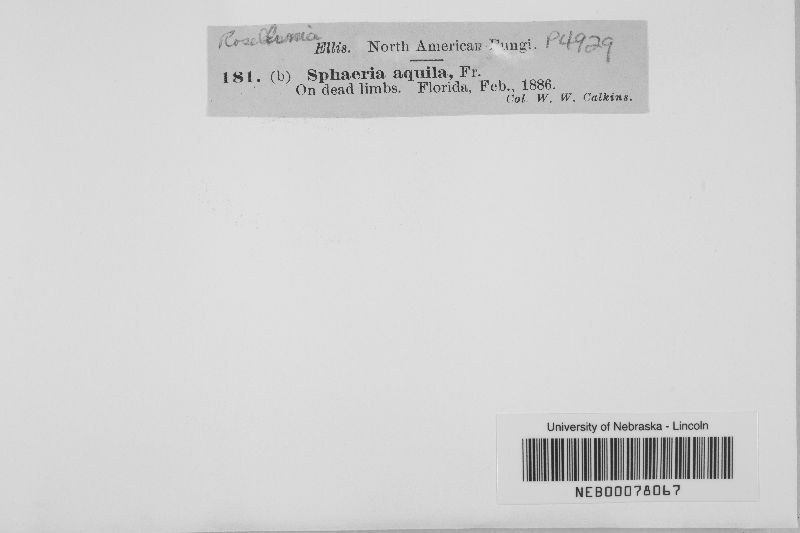 Rosellinia
Ellis. North American Fungi. P4929
181. (b) Sphaeria aquila, Fr.
On dead limbs. Florida, Feb., 1886.
Col. W. W. Calkins.
University of Nebraska - Lincoln
NEB00078067